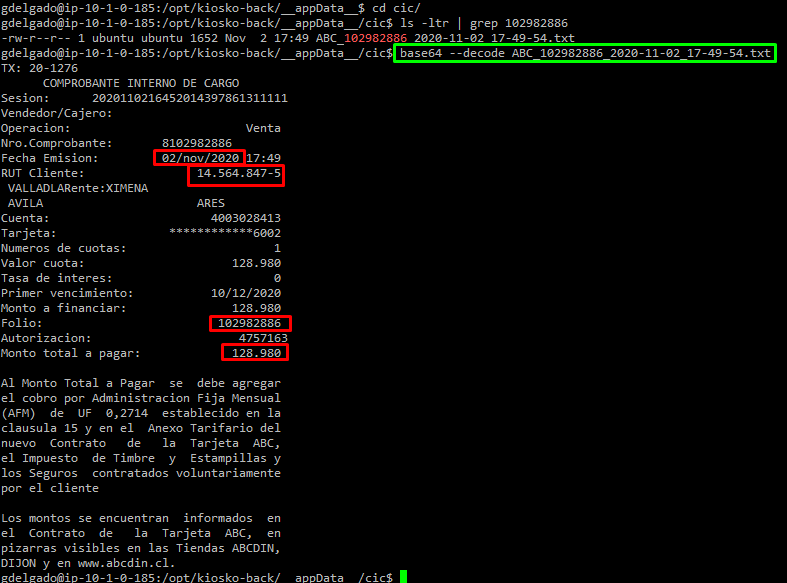 gdelgado@ip-10-1-0-185:/opt/kiosko-back/__appData__$ cd cic/
gdelgado@ip-10-1-0-185:/opt/kiosko-back/__appData__/cic$ ls -ltr | grep 102982886
-rw-r--r-- 1 ubuntu ubuntu 1652 Nov  2 17:49 ABC_102982886_2020-11-02_17-49-54.txt
gdelgado@ip-10-1-0-185:/opt/kiosko-back/__appData__/cic$ base64 --decode ABC_102982886_2020-11-02_17-49-54.txt
TX: 20-1276
      COMPROBANTE INTERNO DE CARGO
Sesion:      2020110216452014397861311111
Vendedor/Cajero:
Operacion:                         Venta
Nro.Comprobante:       8102982886
Fecha Emision:         02/nov/2020 17:49
RUT Cliente:                14.564.847-5
 VALLADLARente:XIMENA
 AVILA                      ARES
Cuenta:                       4003028413
Tarjeta:                ************6002
Numeros de cuotas:                     1
Valor cuota:                     128.980
Tasa de interes:                       0
Primer vencimiento:           10/12/2020
Monto a financiar:               128.980
Folio:                         102982886
Autorizacion:                     4757163
Monto total a pagar:             128.980

Al Monto Total a Pagar  se  debe agregar
el cobro por Administracion Fija Mensual
(AFM)  de  UF  0,2714  establecido en la
clausula 15 y en el  Anexo Tarifario del
nuevo  Contrato   de   la  Tarjeta  ABC,
el Impuesto  de Timbre  y  Estampillas y
los Seguros  contratados voluntariamente
por el cliente

Los montos se encuentran  informados  en
el  Contrato  de   la  Tarjeta  ABC,  en
pizarras visibles en las Tiendas ABCDIN,
DIJON y en www.abcdin.cl.
gdelgado@ip-10-1-0-185:/opt/kiosko-back/__appData__/cic$